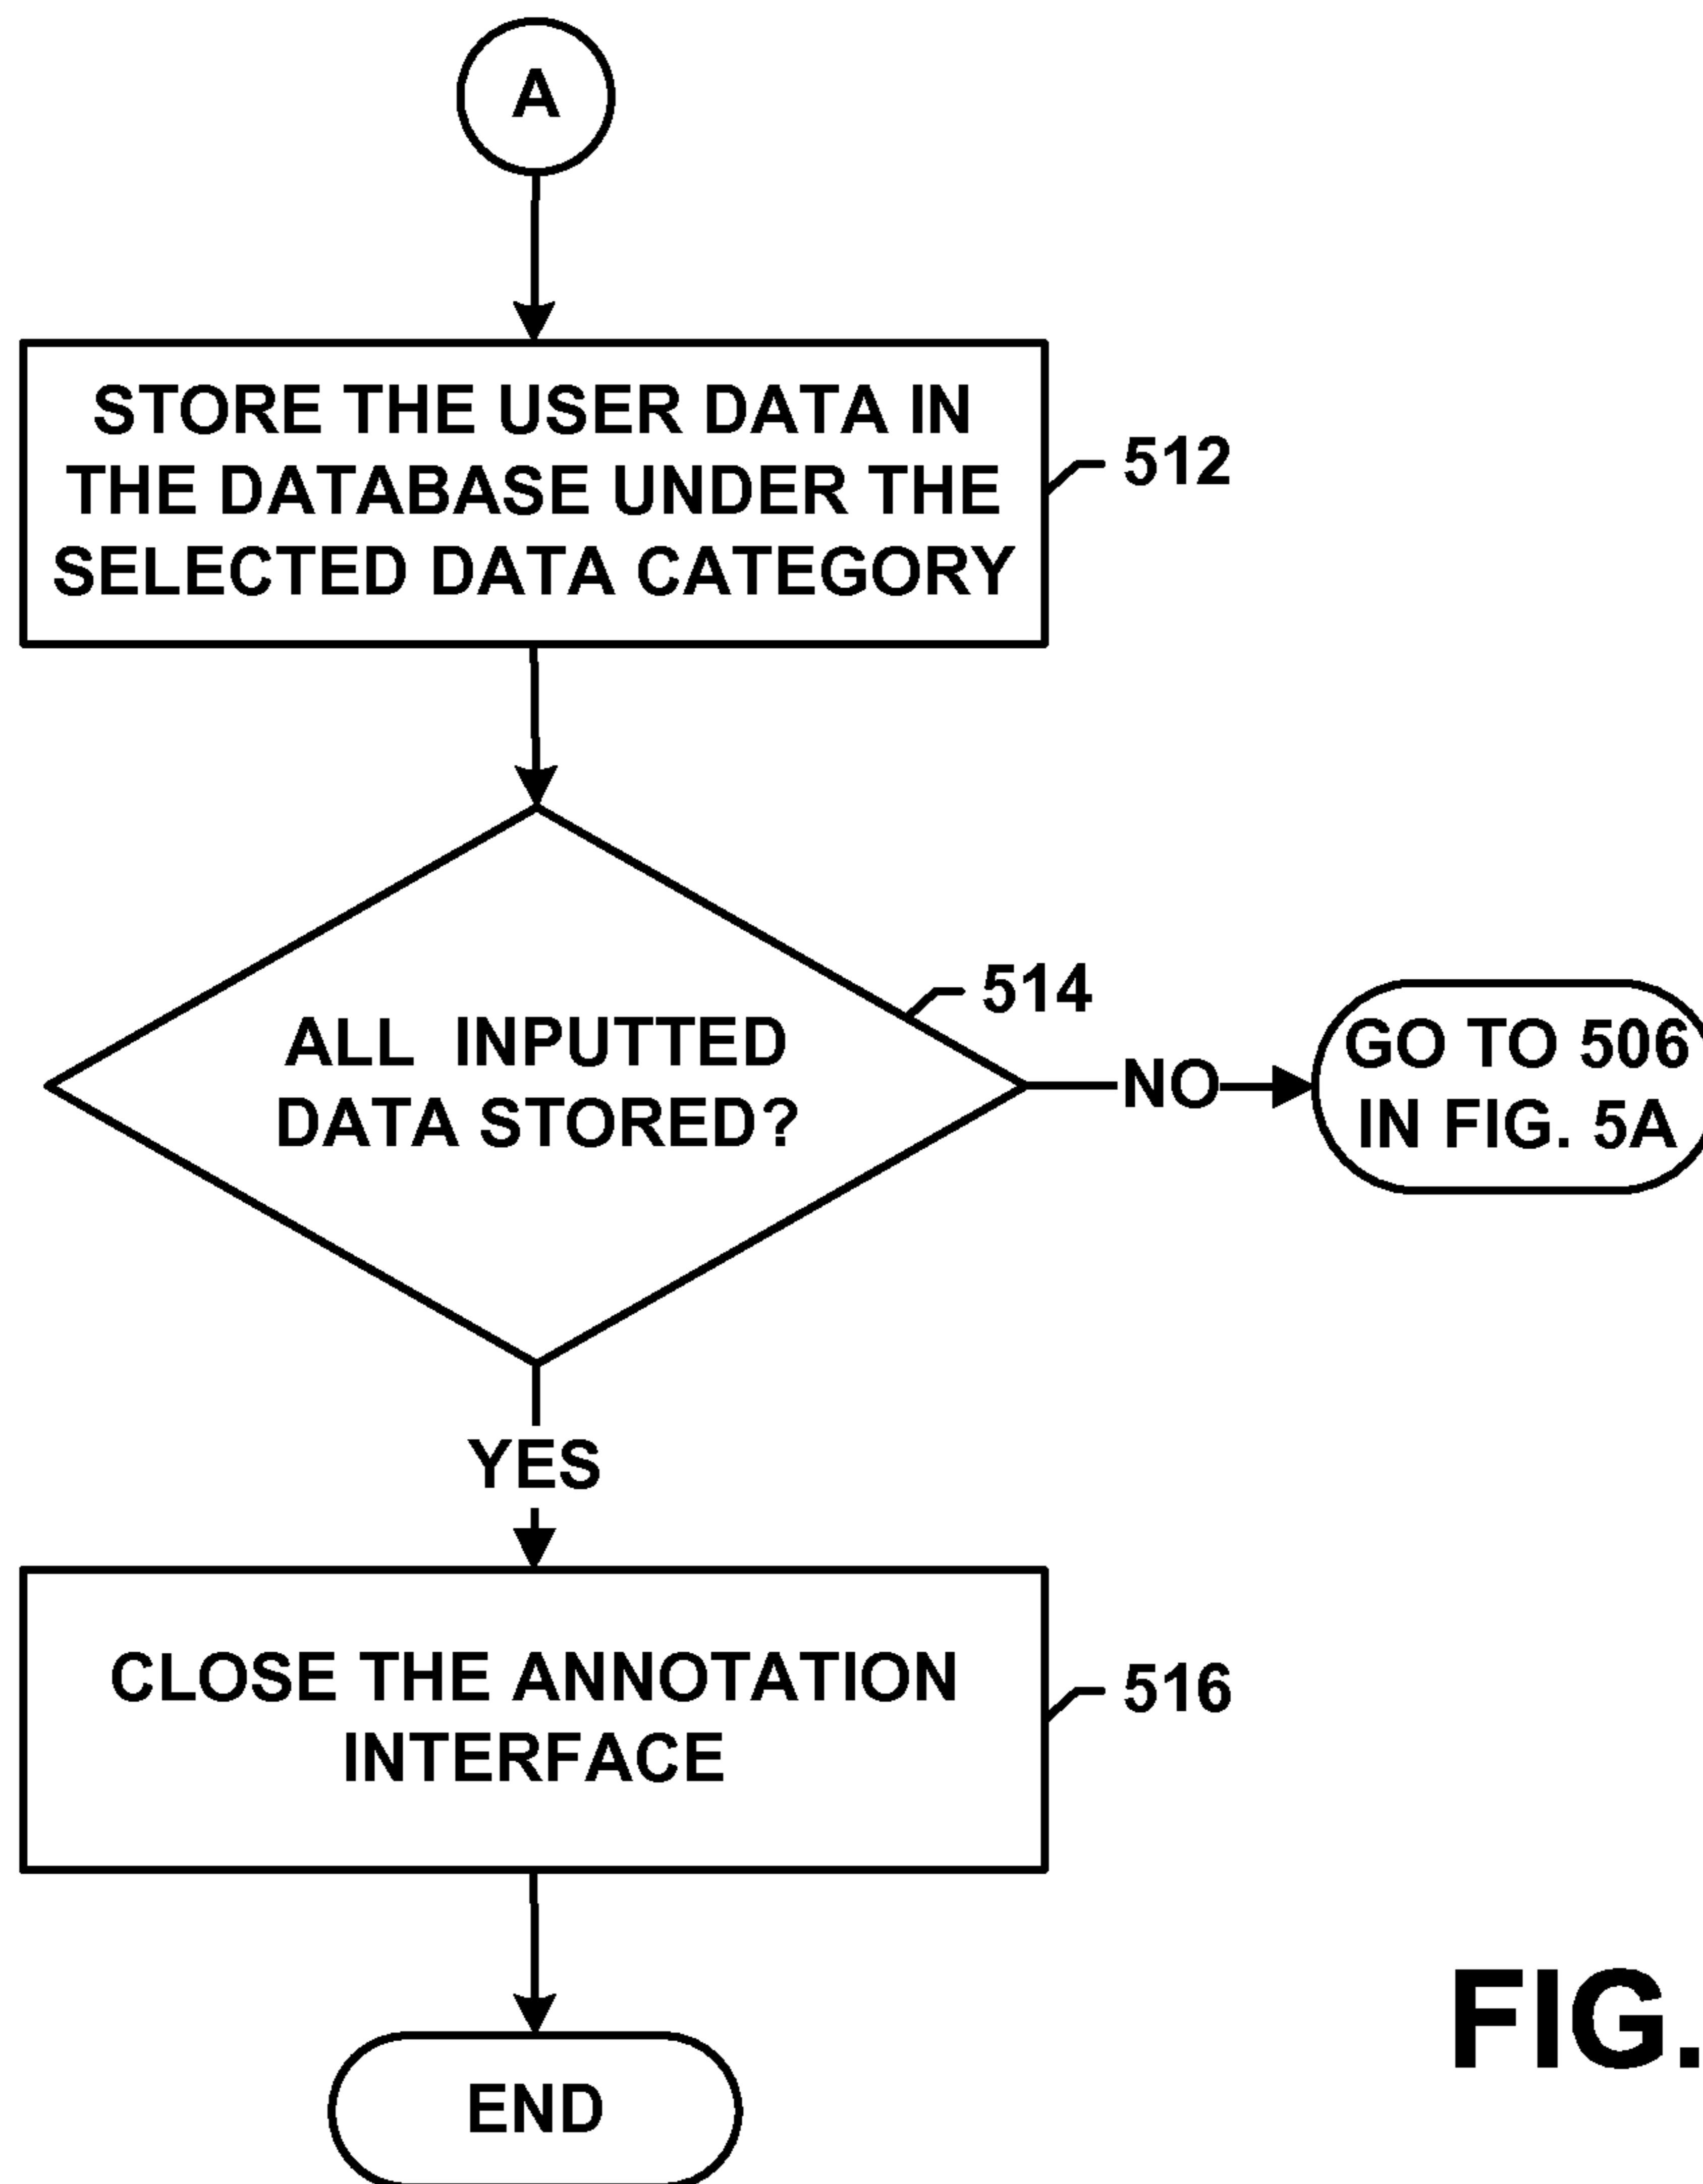 A
STORE THE USER DATA IN
THE DATABASE UNDER THE
SELECTED DATA CATEGORY
512
514
ALL INPUTTED
DATA STORED?
NO
GO TO 506
IN FIG. 5A
YES
CLOSE THE ANNOTATION
INTERFACE
516
END
FIG.